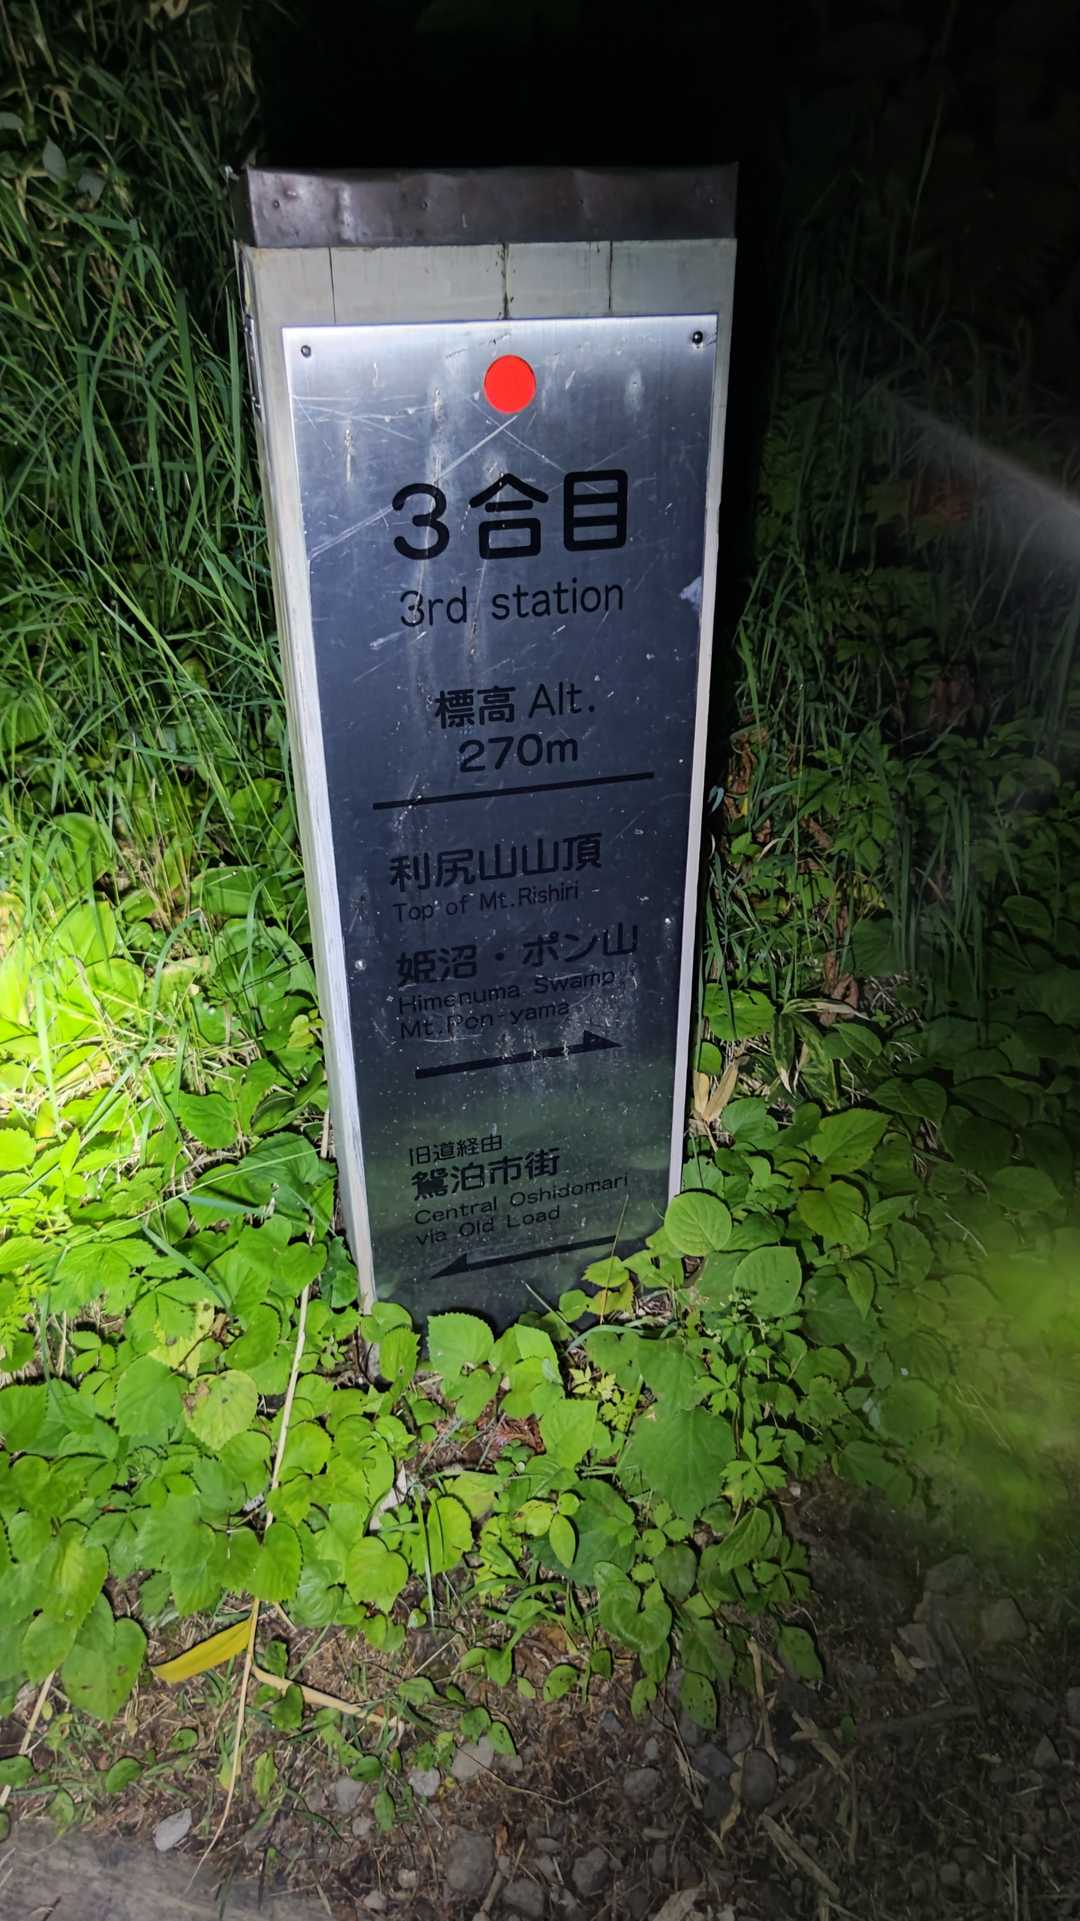 3合目
3rd station
標高 Alt.
270m
利尻山山頂
Top of Mt.Rishiri
姫沼・ポン山
Himenuma Swamp
Mt.Pon-yama
旧道経由
鴛泊市街
Central Oshidomari
via Old Load